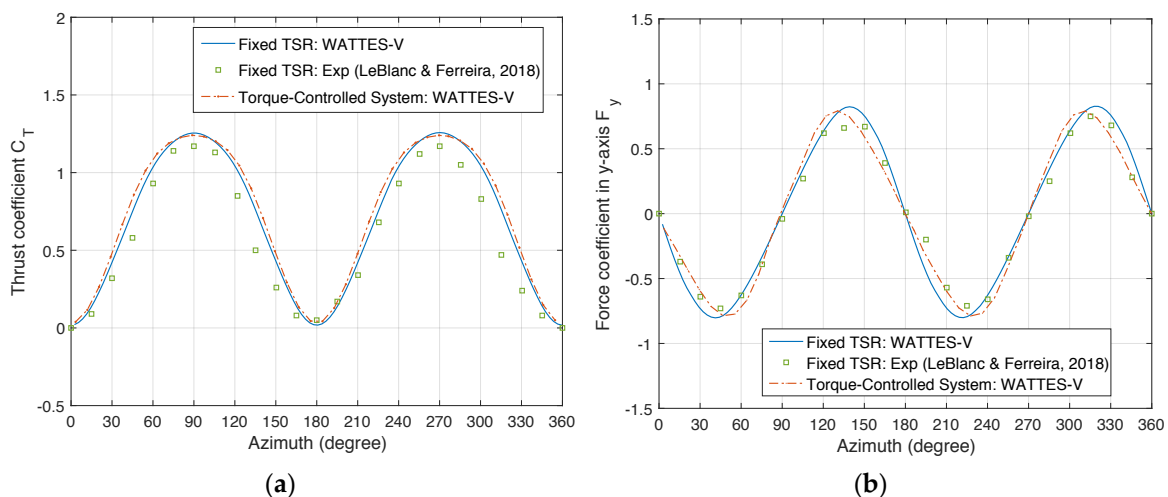 2
1.5
1
0.5
0
-0.5
Thrust coefficient C_T
Fixed TSR: WATTES-V
Fixed TSR: Exp (LeBlanc & Ferreira, 2018)
Torque-Controlled System: WATTES-V
0 30 60 90 120 150 180 210 240 270 300 330 360
Azimuth (degree)
(a)
1.5
1
0.5
0
-0.5
-1
-1.5
Force coefficient in y-axis F_y
Fixed TSR: WATTES-V
Fixed TSR: Exp (LeBlanc & Ferreira, 2018)
Torque-Controlled System: WATTES-V
0 30 60 90 120 150 180 210 240 270 300 330 360
Azimuth (degree)
(b)